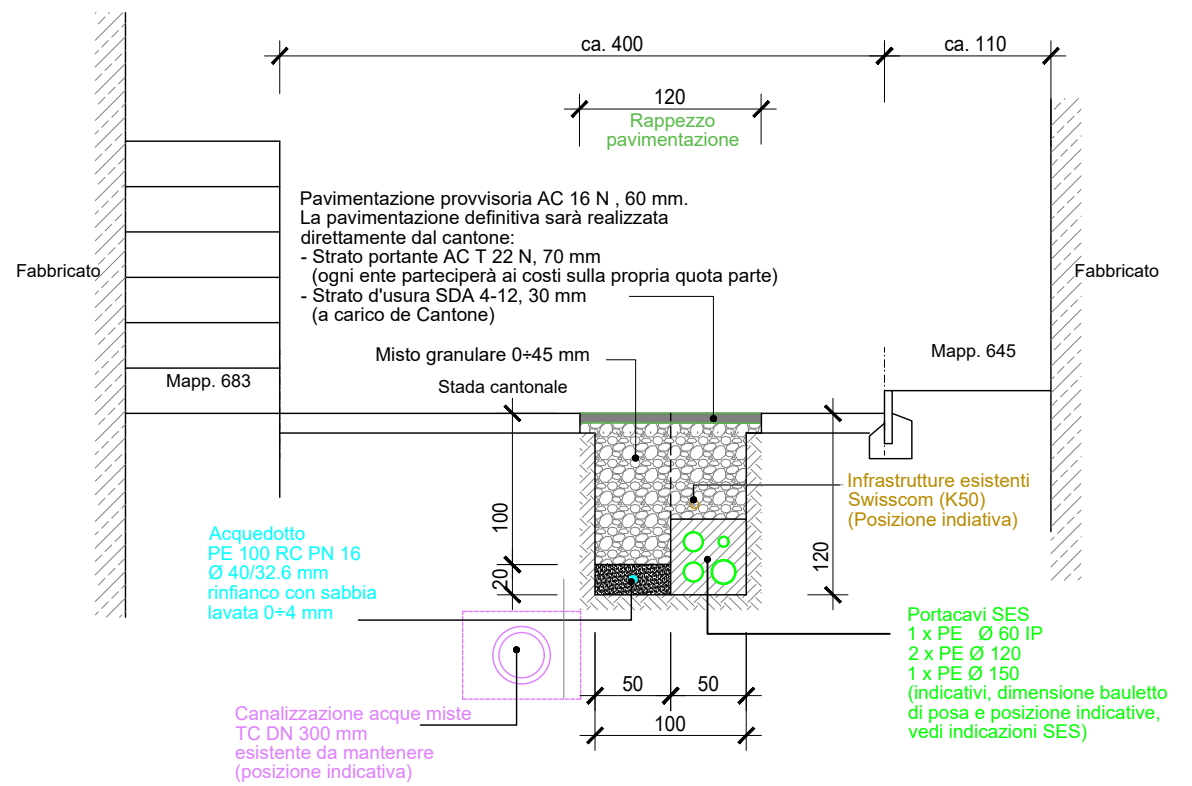 ca. 400
ca. 110
120
Rappezzo
pavimentazione
Pavimentazione provvisoria AC 16 N , 60 mm.
La pavimentazione definitiva sarà realizzata
direttamente dal cantone:
- Strato portante AC T 22 N, 70 mm
(ogni ente parteciperà ai costi sulla propria quota parte)
- Strato d'usura SDA 4-12, 30 mm
(a carico de Cantone)
Fabbricato
Fabbricato
Misto granulare 0÷45 mm
Mapp. 645
Mapp. 683
Stada cantonale
Infrastrutture esistenti
Swisscom (K50)
(Posizione indiativa)
100
20
120
Acquedotto
PE 100 RC PN 16
Ø 40/32.6 mm
rinfianco con sabbia
lavata 0÷4 mm
Portacavi SES
1 x PE Ø 60 IP
2 x PE Ø 120
1 x PE Ø 150
(indicativi, dimensione bauletto
di posa e posizione indicative,
vedi indicazioni SES)
50
50
100
Canalizzazione acque miste
TC DN 300 mm
esistente da mantenere
(posizione indicativa)